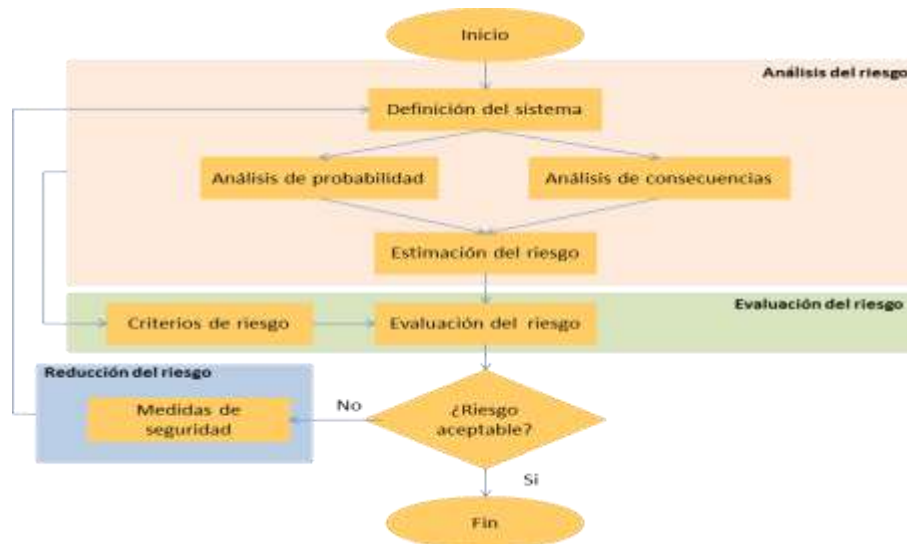 Inicio
Análisis del riesgo
Definición del sistema
Análisis de probabilidad
Análisis de consecuencias
Estimación del riesgo
Evaluación del riesgo
Criterios de riesgo
Evaluación del riesgo
Reducción del riesgo
Medidas de
seguridad
No
¿Riesgo
aceptable?
Si
Fin